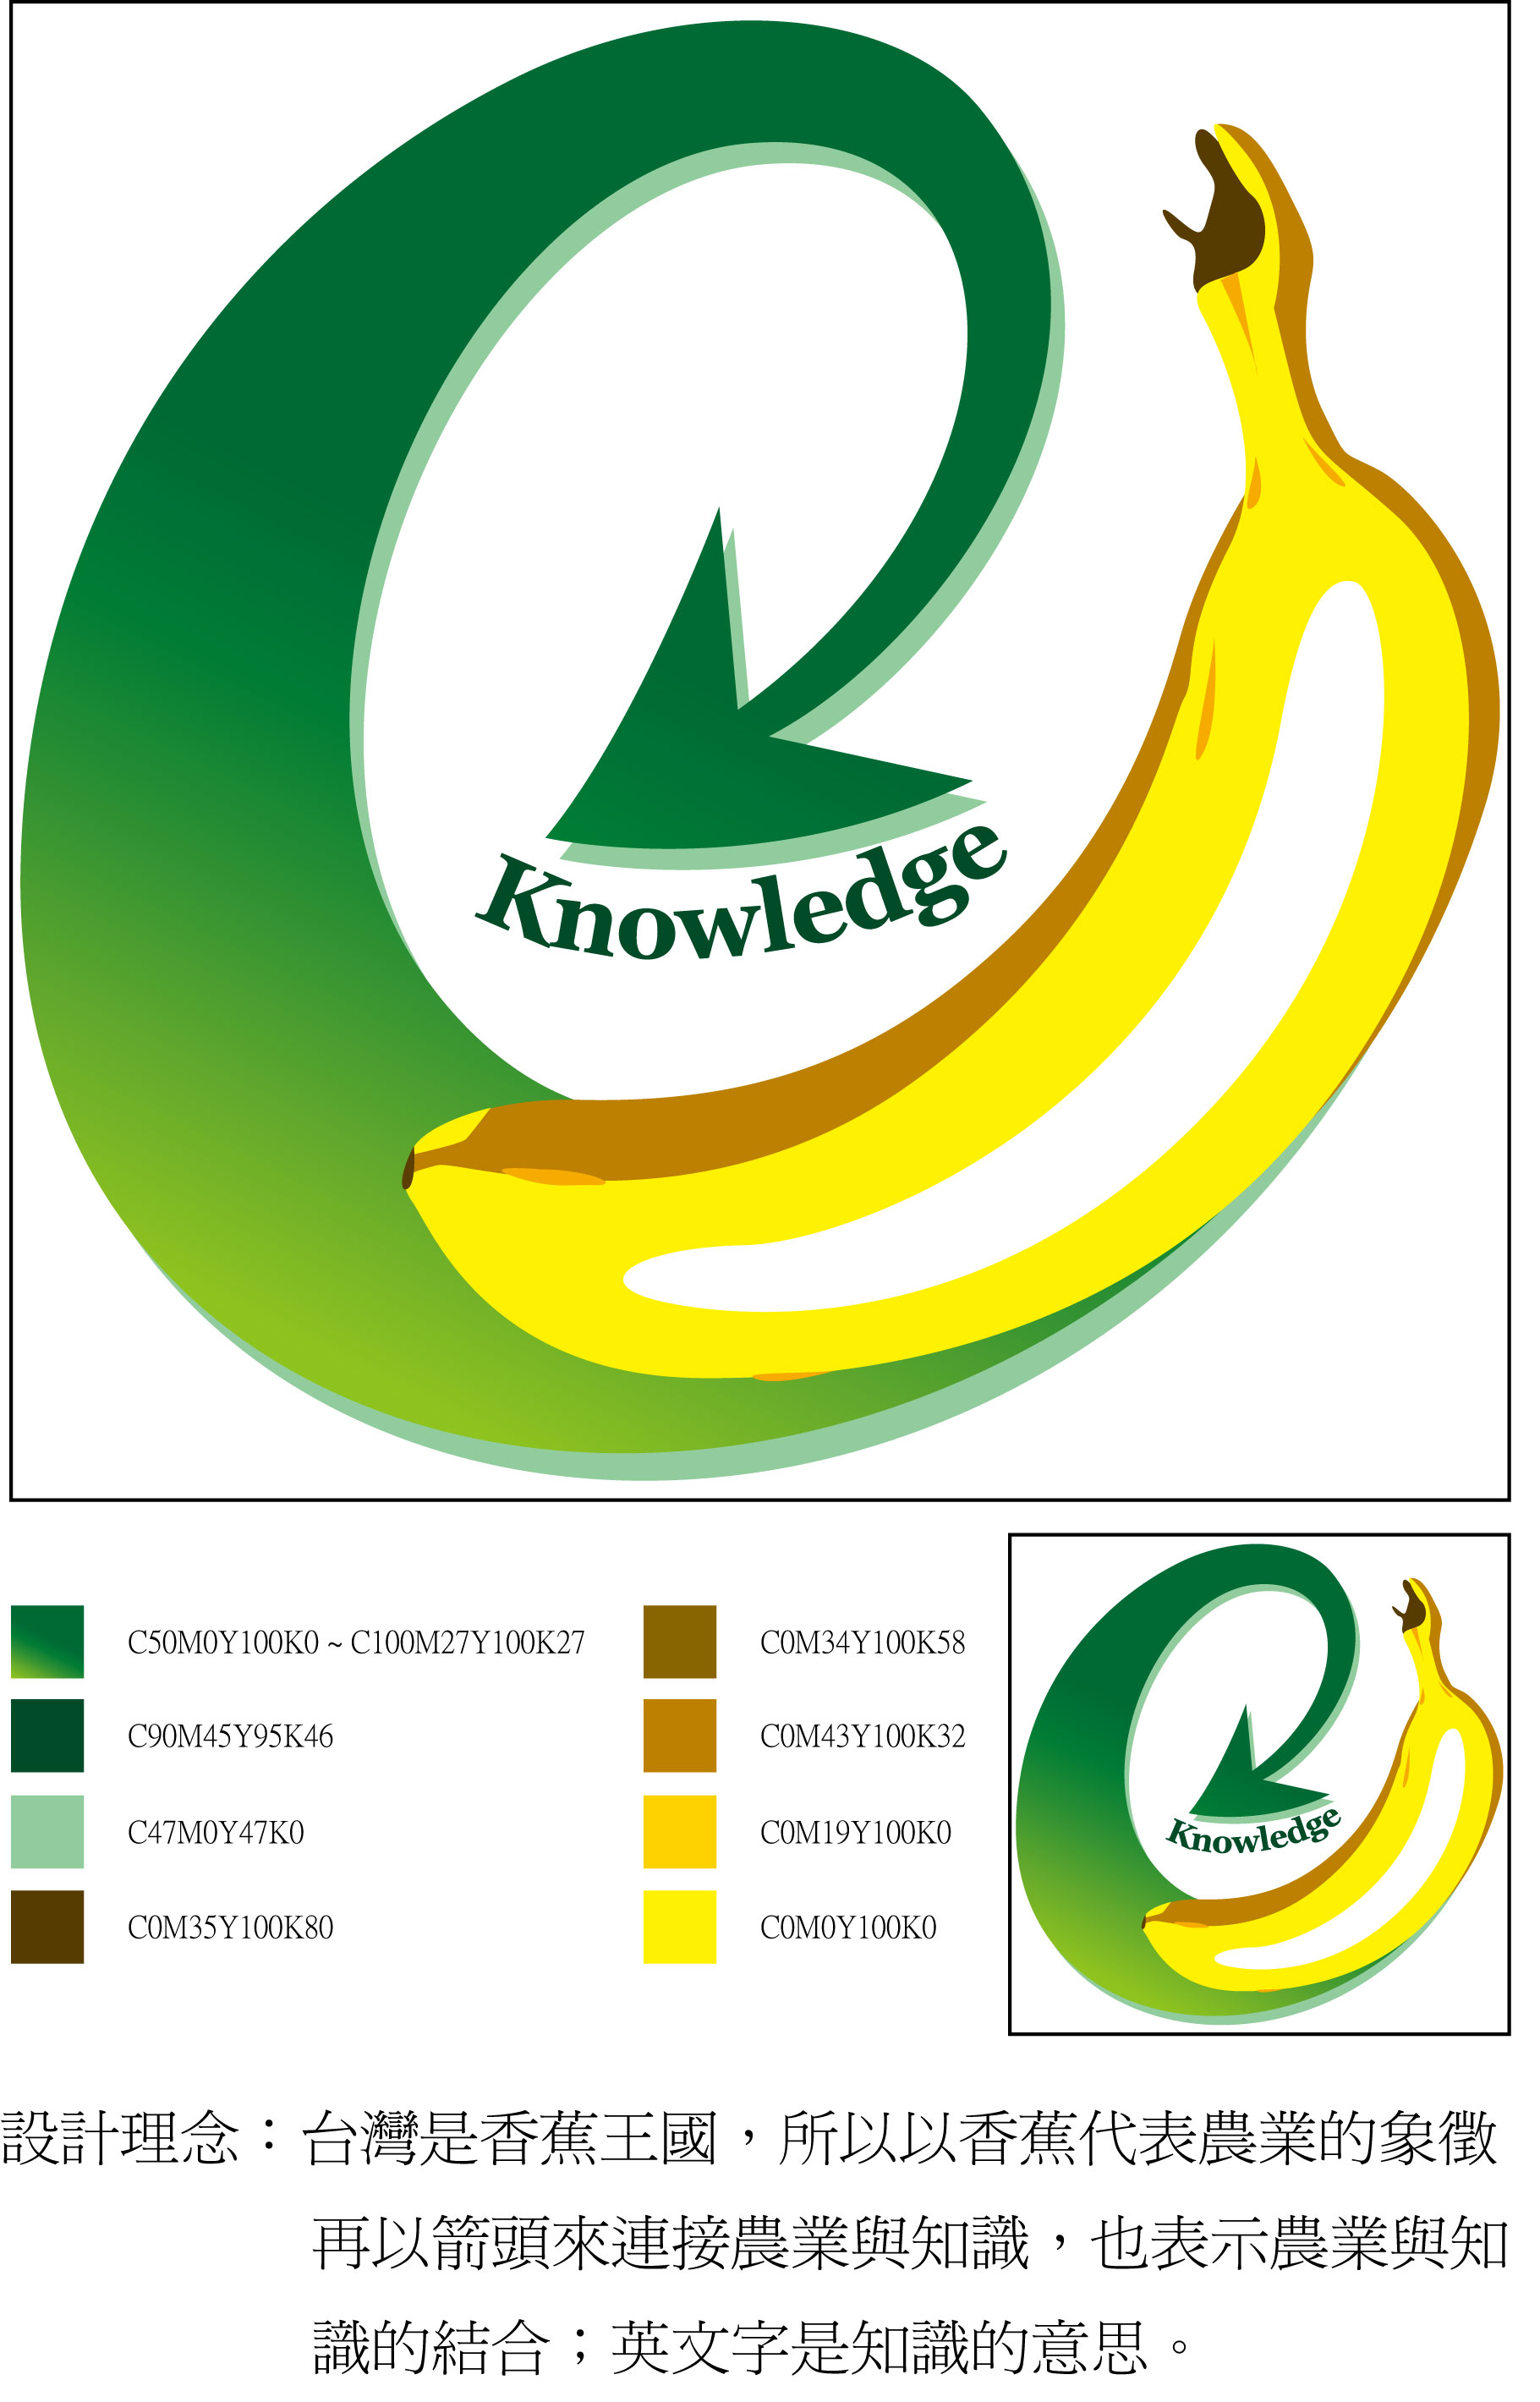 Knowledge
C50M0Y100K0 ~ C100M27Y100K27
C90M45Y95K46
C47M0Y47K0
C0M35Y100K80
C0M34Y100K58
C0M43Y100K32
C0M19Y100K0
C0M0Y100K0
Knowledge
設計理念：台灣是香蕉王國，所以以香蕉代表農業的象徵
再以箭頭來連接農業與知識，也表示農業與知
識的結合；英文字是知識的意思。